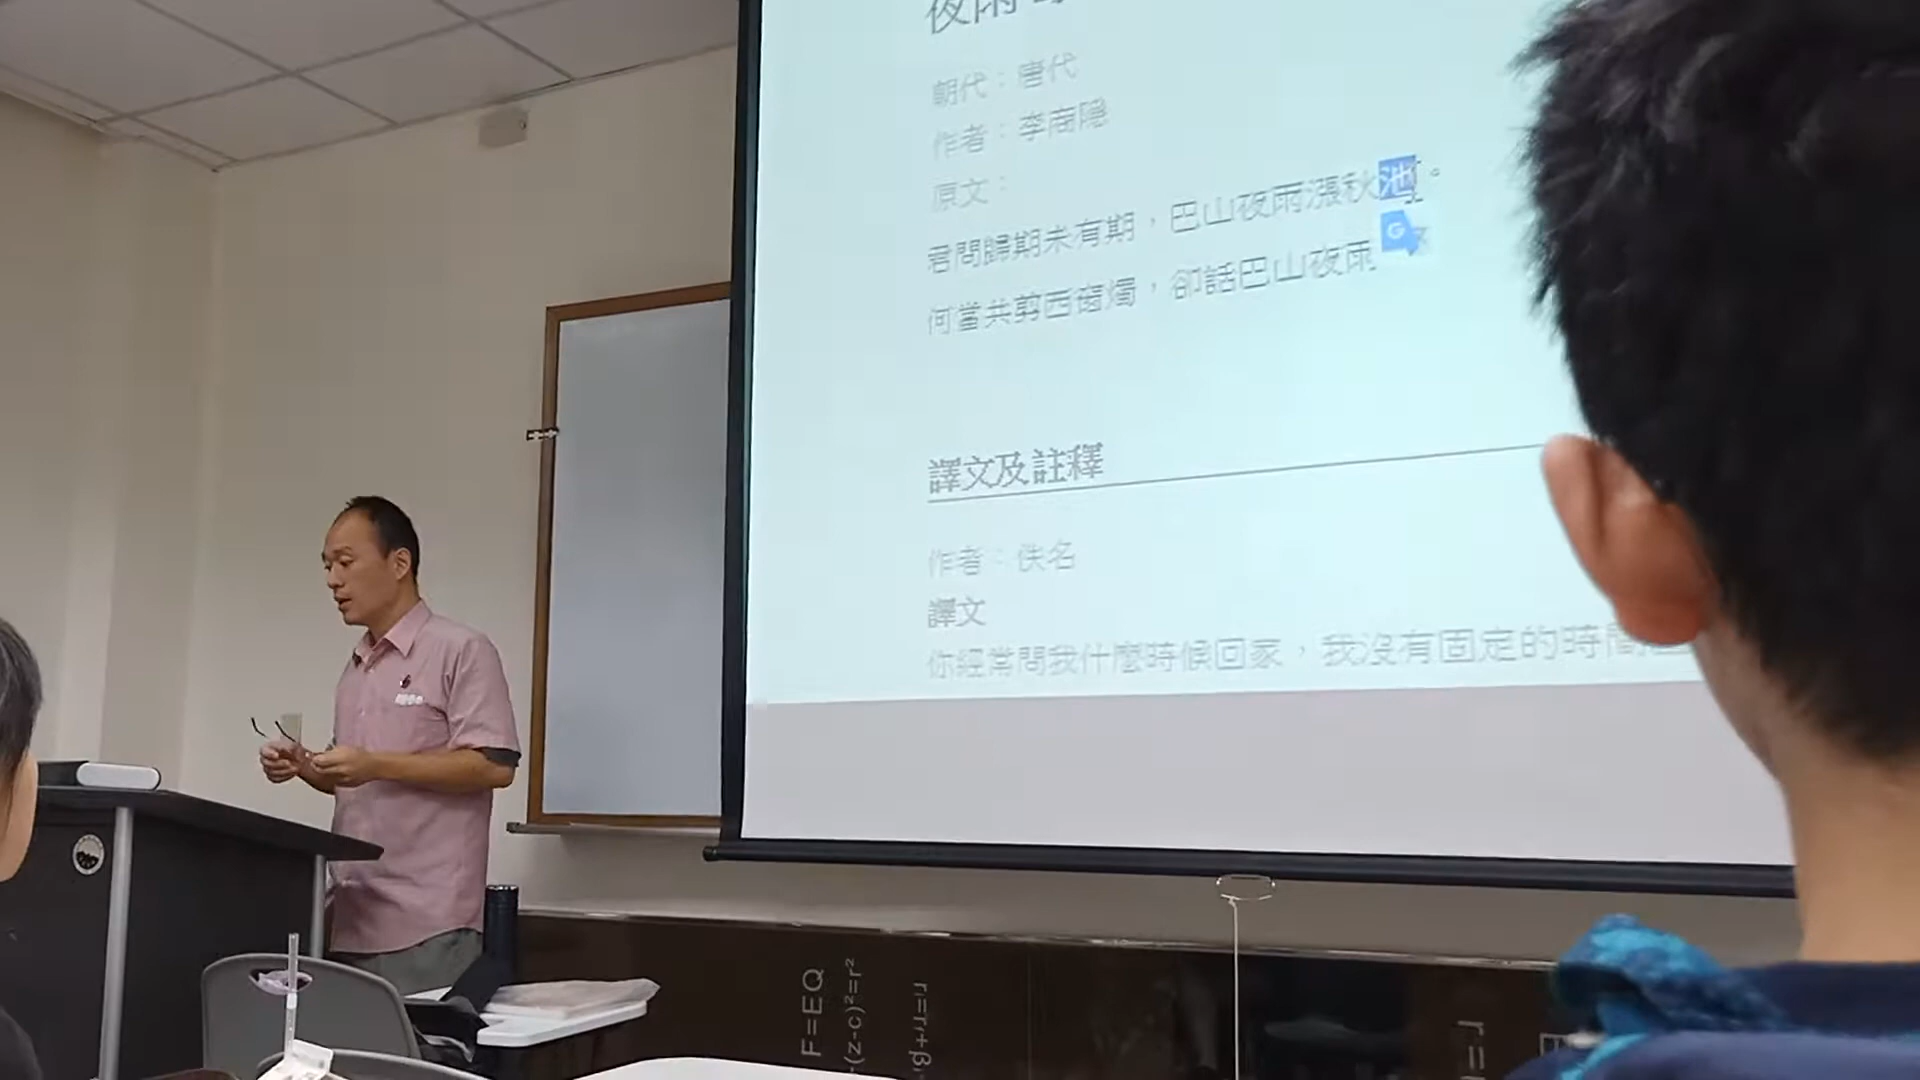 夜雨
朝代：唐代
作者：李商隱
原文：
君問歸期未有期，巴山夜雨漲秋池。
何當共剪西窗燭，卻話巴山夜雨
譯文及註釋
作者：佚名
譯文
你經常問我什麼時候回家，我沒有固定的時間
F=EQ
(z-c)²=r²